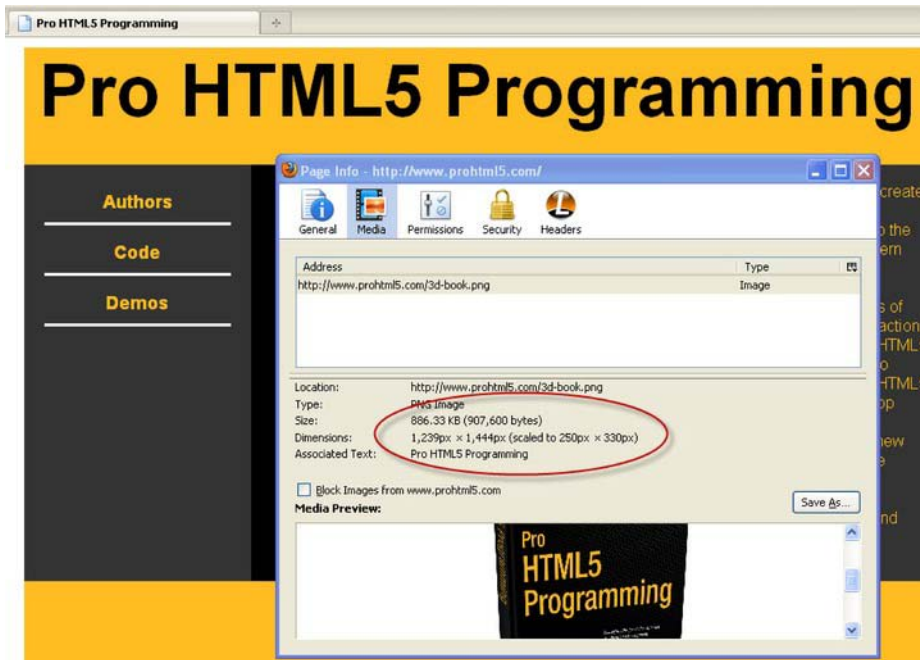 Pro HTML5 Programming
Pro HTML5 Programming
Authors
Code
Demos
Page Info - http://www.prohtml5.com/
General Media Permissions Security Headers
Address Type
http://www.prohtml5.com/3d-book.png Image
Location: http://www.prohtml5.com/3d-book.png
Type: PNG Image
Size: 886.33 KB (907,600 bytes)
Dimensions: 1,239px × 1,444px (scaled to 250px × 330px)
Associated Text: Pro HTML5 Programming
Block Images from www.prohtml5.com
Save As...
Media Preview:
Pro
HTML5
Programming
create
the
ern
s of
action
HTML
HTML
op
new
nd